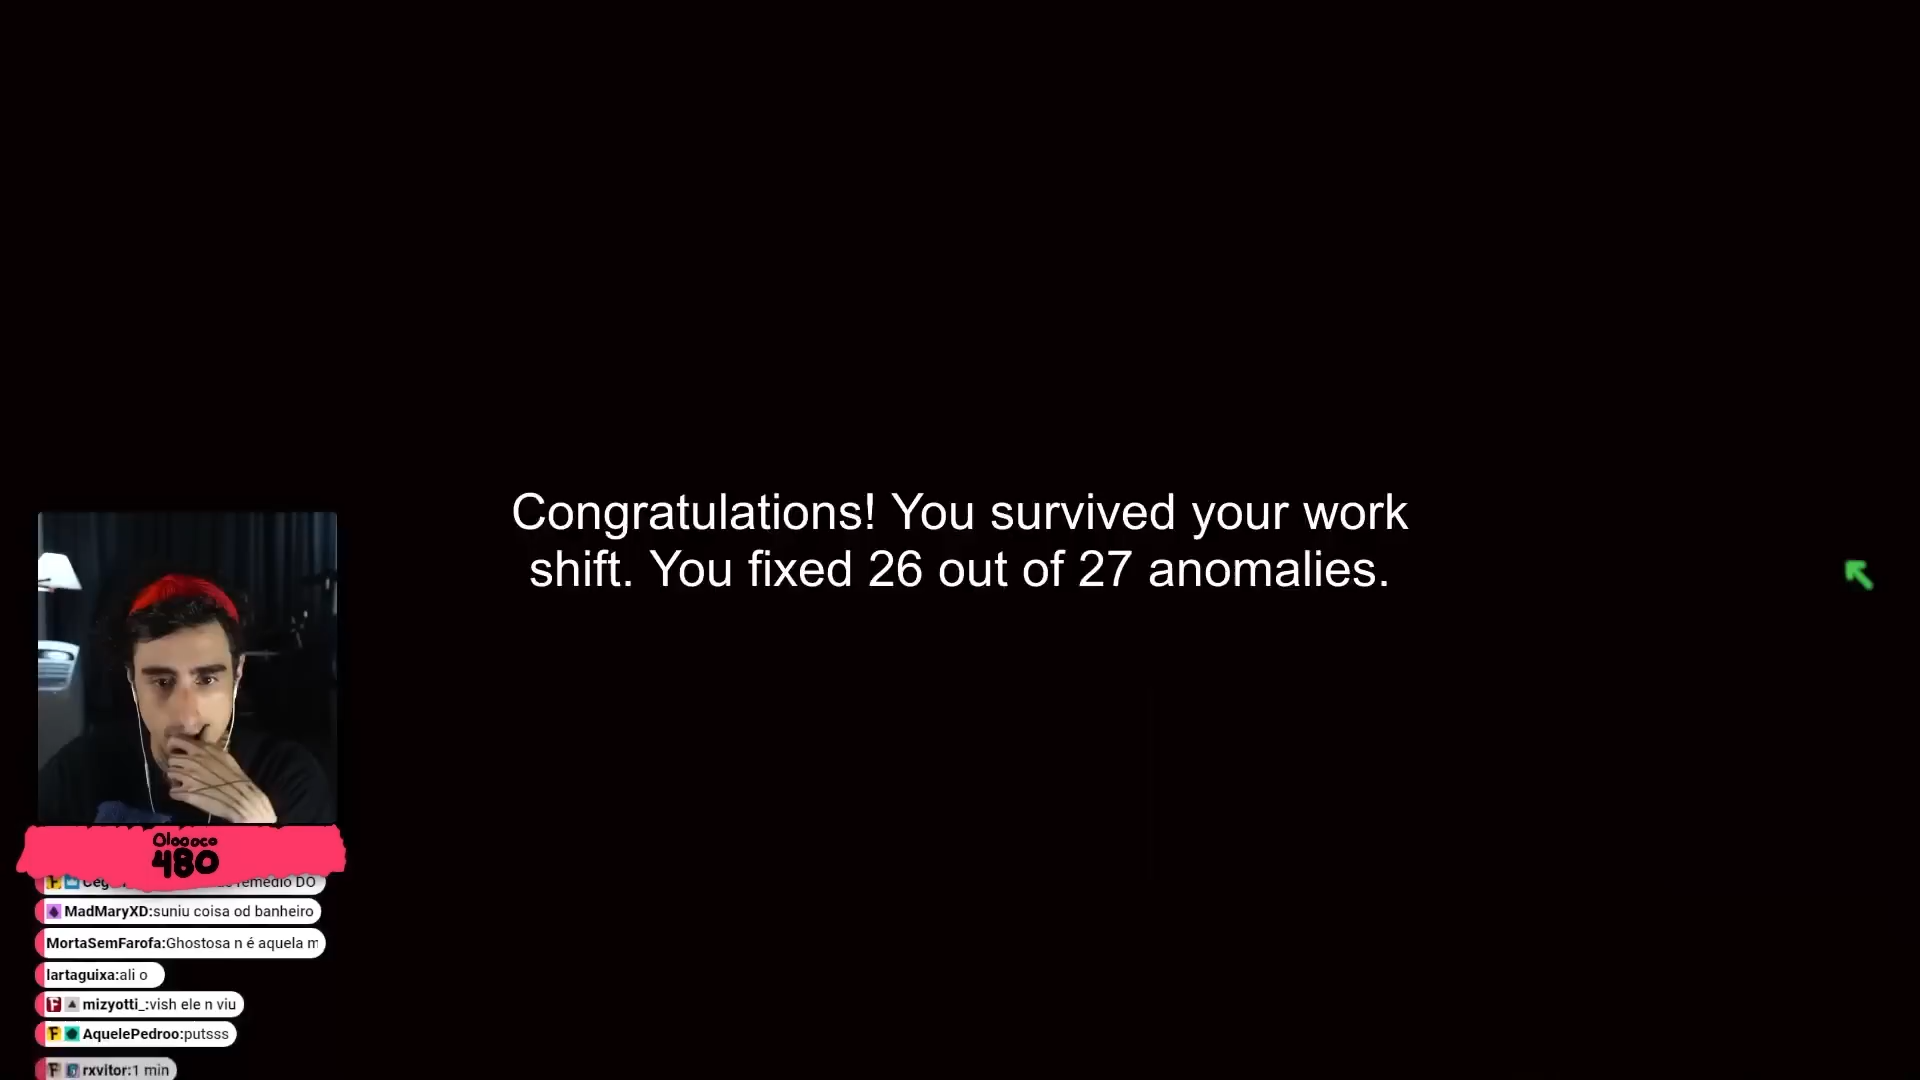 Congratulations! You survived your work
shift. You fixed 26 out of 27 anomalies.
Ologoco
480
remedio DO
MadMaryXD:suniu coisa od banheiro
MortaSemFarofa:Ghostosa n é aquela m
lartaguixa:ali o
mizyotti_:vish ele n viu
AquelePedroo:putsss
rxvitor:1 min